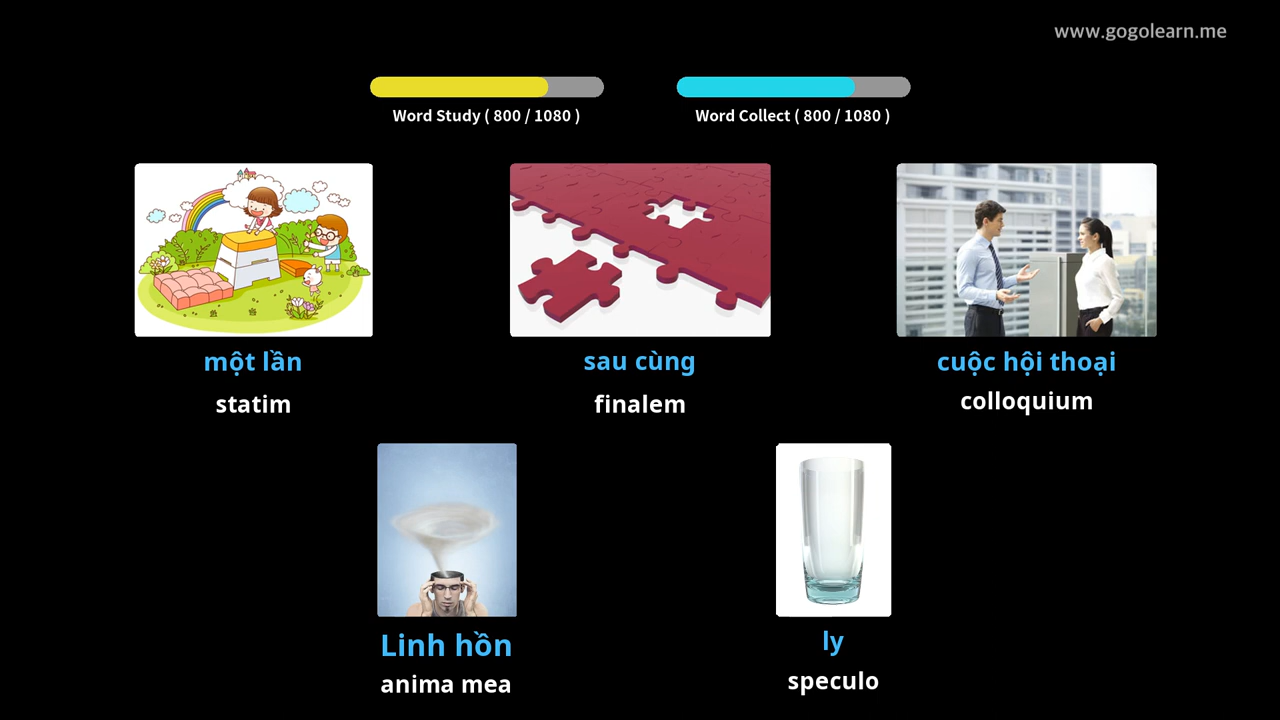 www.gogolearn.me
Word Study ( 800 / 1080 )
Word Collect ( 800 / 1080 )
một lần
statim
sau cùng
finalem
cuộc hội thoại
colloquium
Linh hồn
anima mea
ly
speculo